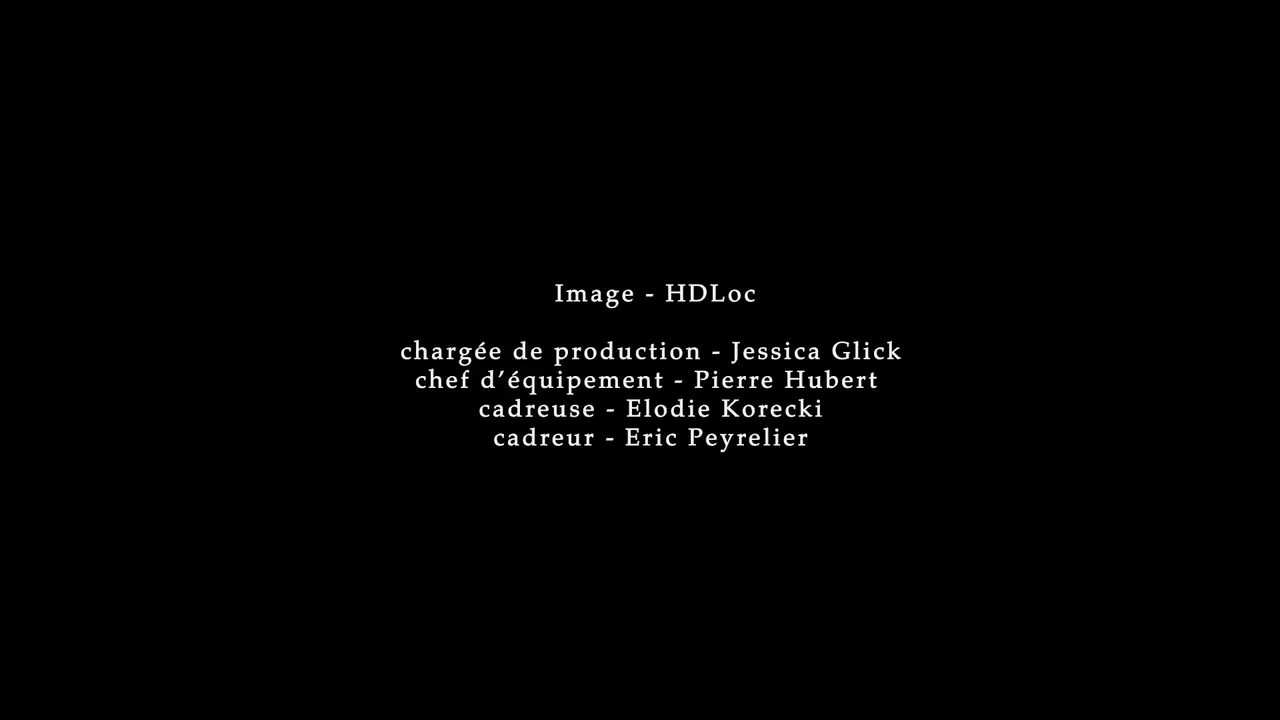 Image - HDLoc
chargée de production - Jessica Glick
chef d’équipement - Pierre Hubert
cadreuse - Elodie Korecki
cadreur - Eric Peyrelier